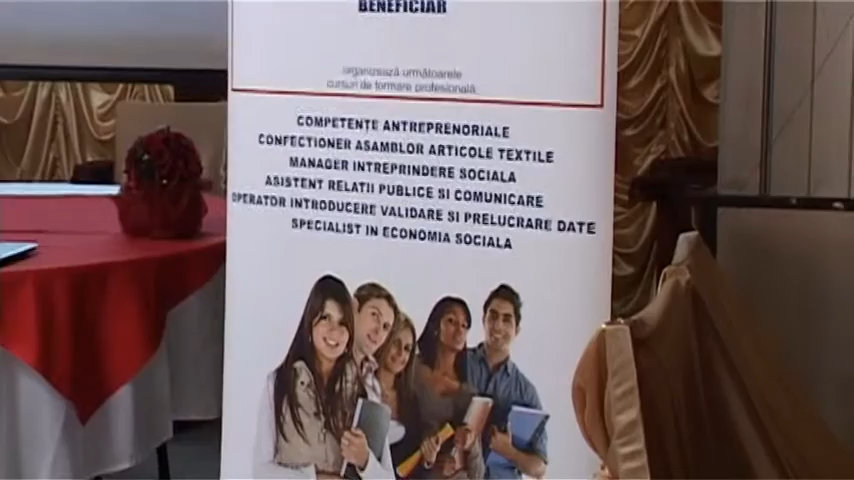 BENEFICIAR
organizează următoarele
cursuri de formare profesională
COMPETENȚE ANTREPRENORIALE
CONFECTIONER ASAMBLOR ARTICOLE TEXTILE
MANAGER INTREPRINDERE SOCIALA
ASISTENT RELATII PUBLICE SI COMUNICARE
OPERATOR INTRODUCERE VALIDARE SI PRELUCRARE DATE
SPECIALIST IN ECONOMIA SOCIALA